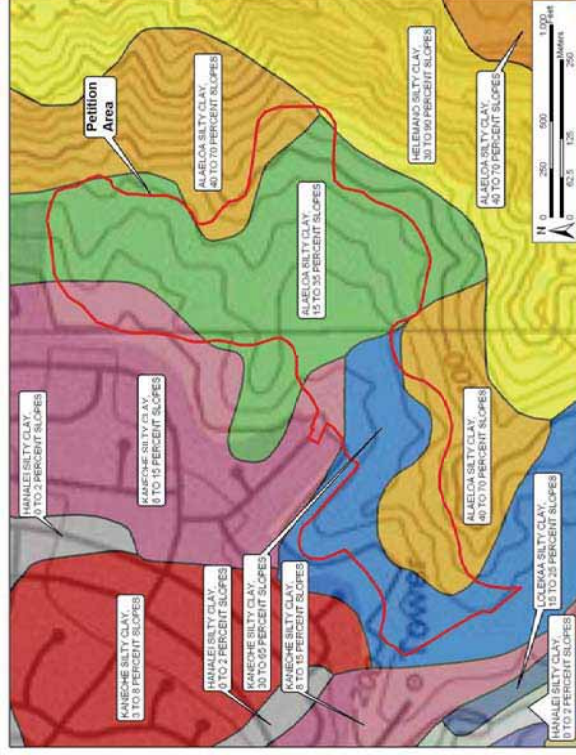 Petition
Area
ALAELOA SILTY CLAY,
40 TO 70 PERCENT SLOPES
HANALEI SILTY CLAY,
0 TO 2 PERCENT SLOPES
KANEOHE SILTY CLAY,
8 TO 15 PERCENT SLOPES
ALAELOA SILTY CLAY,
15 TO 35 PERCENT SLOPES
HELEMANO SILTY CLAY,
30 TO 90 PERCENT SLOPES
KANEOHE SILTY CLAY,
3 TO 8 PERCENT SLOPES
HANALEI SILTY CLAY,
0 TO 2 PERCENT SLOPES
KANEOHE SILTY CLAY,
30 TO 65 PERCENT SLOPES
KANEOHE SILTY CLAY,
8 TO 15 PERCENT SLOPES
ALAELOA SILTY CLAY,
40 TO 70 PERCENT SLOPES
ALAELOA SILTY CLAY,
40 TO 70 PERCENT SLOPES
LOLEKAA SILTY CLAY,
15 TO 25 PERCENT SLOPES
HANALEI SILTY CLAY,
0 TO 2 PERCENT SLOPES
Tower
N
0 250 500 1,000
Feet
Meters
0 62.5 125 250